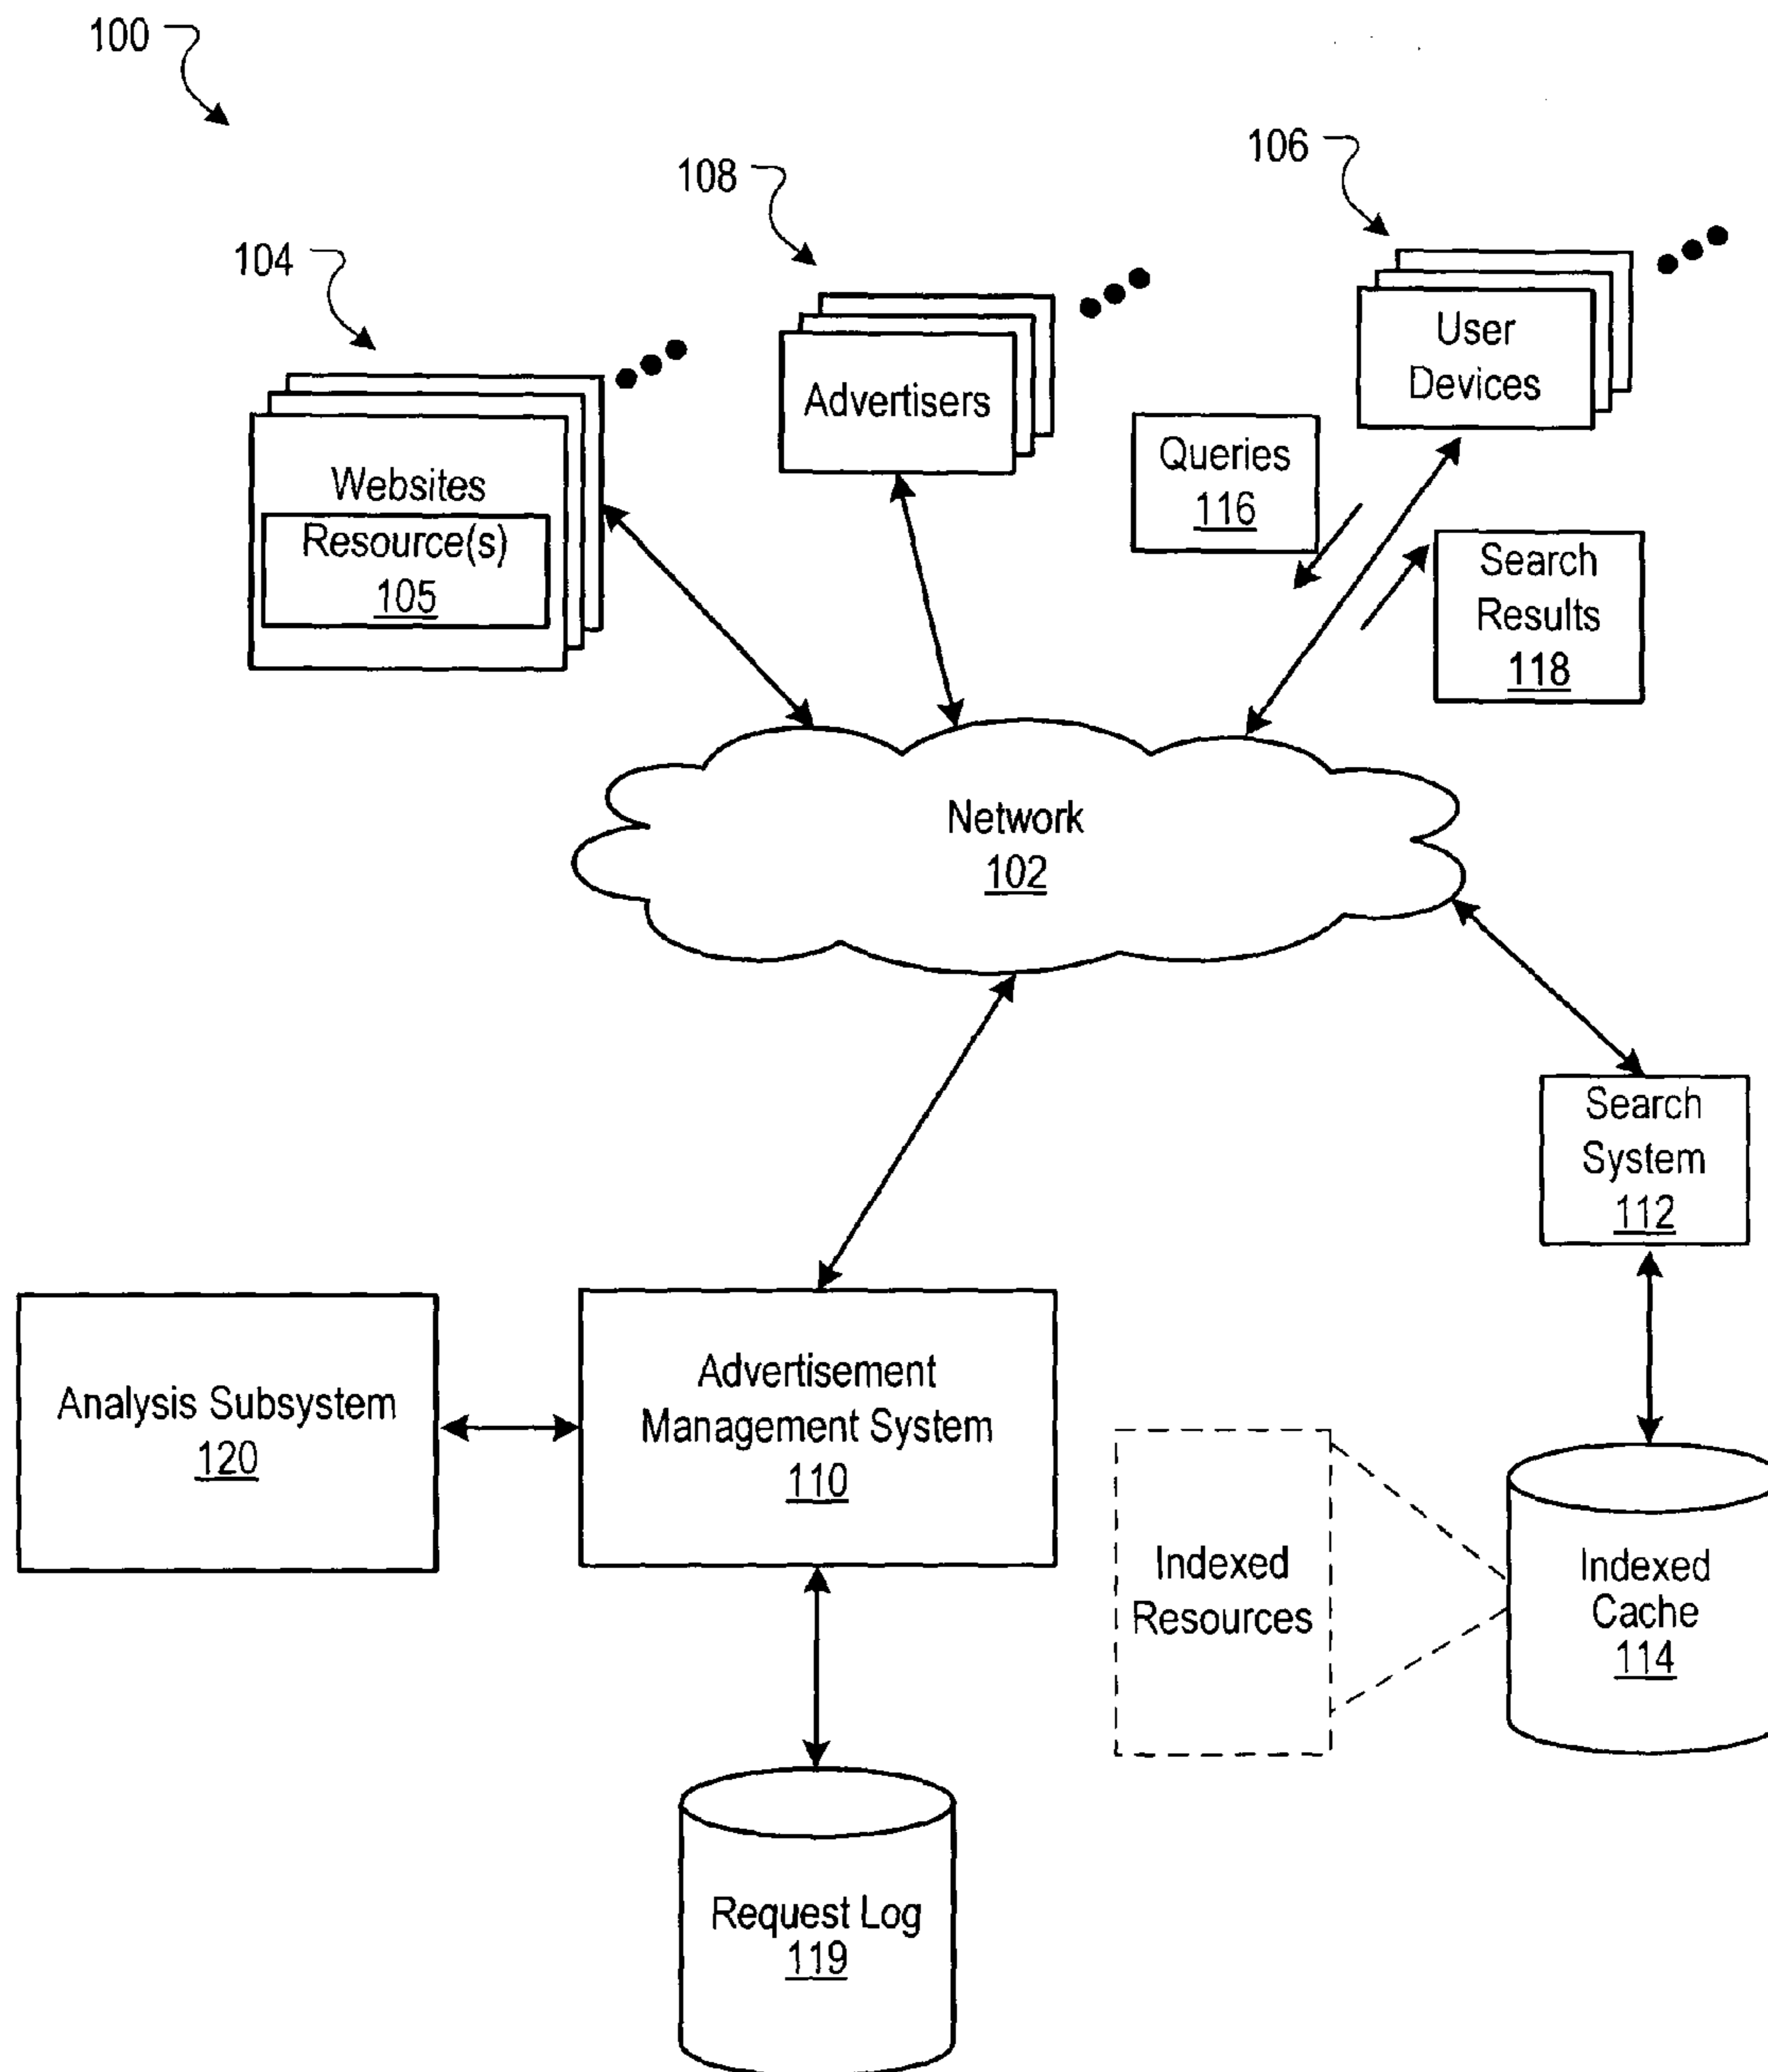 100
108
106
104
User
Devices
Advertisers
Queries
116
Websites
Resource(s)
105
Search
Results
118
Network
102
Search
System
112
Advertisement
Management System
110
Analysis Subsystem
120
Indexed
Resources
Indexed
Cache
114
Request Log
119